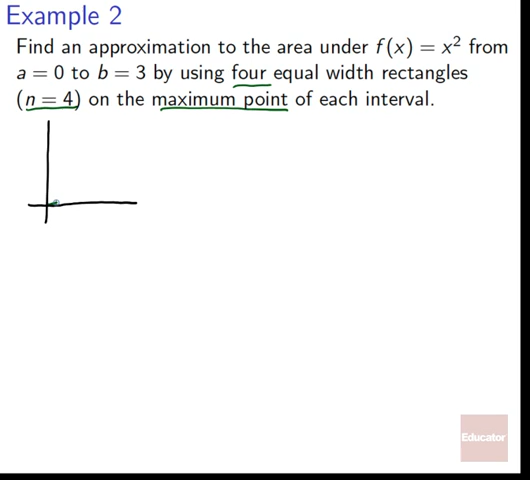 Example 2
Find an approximation to the area under f(x) = x² from
a = 0 to b = 3 by using four equal width rectangles
(n = 4) on the maximum point of each interval.
Educator